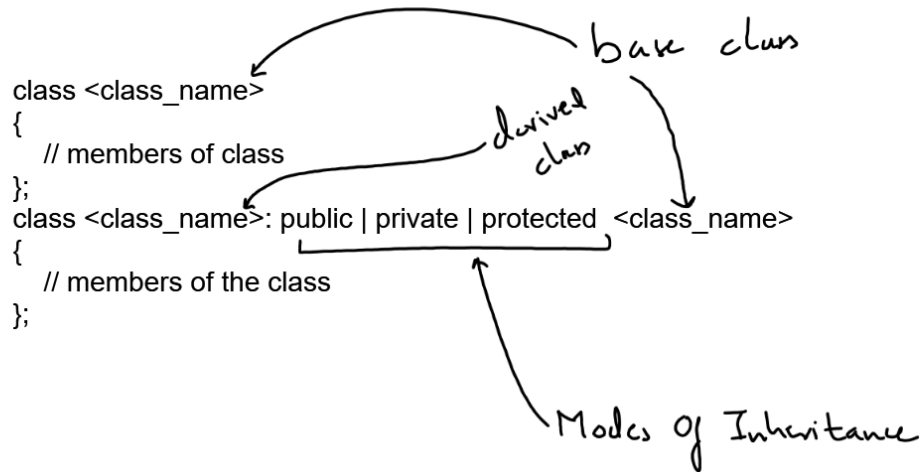 base class
class <class_name>
{
// members of class
};
derived
class
class <class_name>: public | private | protected <class_name>
{
// members of the class
};
Modes of Inheritance